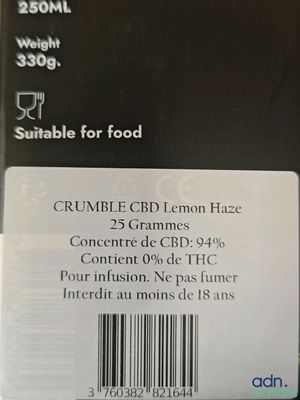 250ML
Weight
330g.
Suitable for food
CRUMBLE CBD Lemon Haze
25 Grammes
Concentré de CBD: 94%
Contient 0% de THC
Pour infusion. Ne pas fumer
Interdit au moins de 18 ans
3 760382 821644
adn.